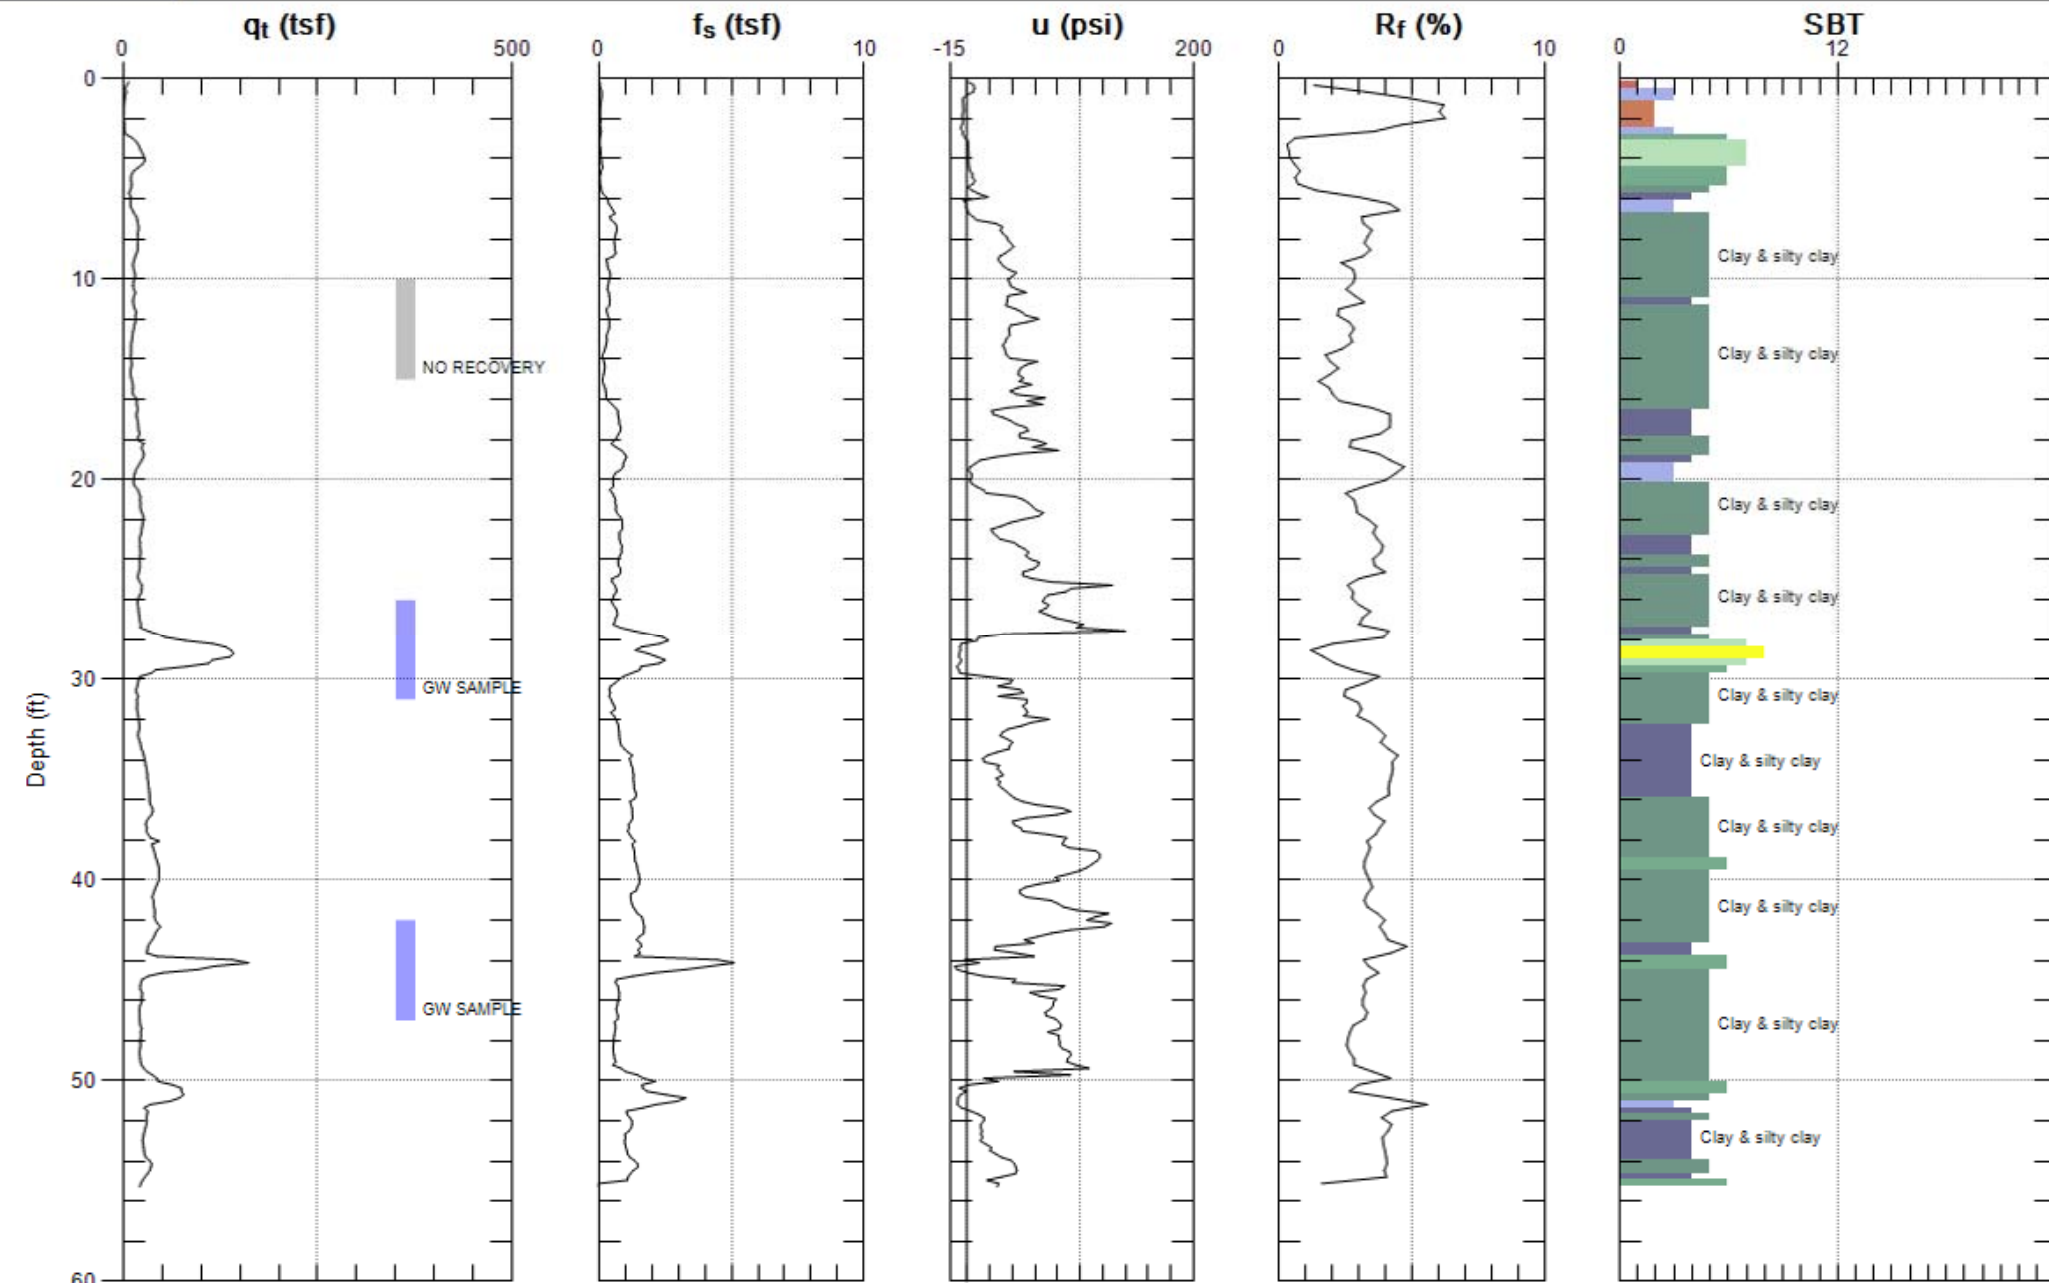 qt (tsf)
fs (tsf)
u (psi)
Rf (%)
SBT
0
500
0
10
-15
200
0
10
0
12
0
10
20
30
40
50
60
Depth (ft)
NO RECOVERY
GW SAMPLE
GW SAMPLE
Clay & silty clay
Clay & silty clay
Clay & silty clay
Clay & silty clay
Clay & silty clay
Clay & silty clay
Clay & silty clay
Clay & silty clay
Clay & silty clay
Clay & silty clay